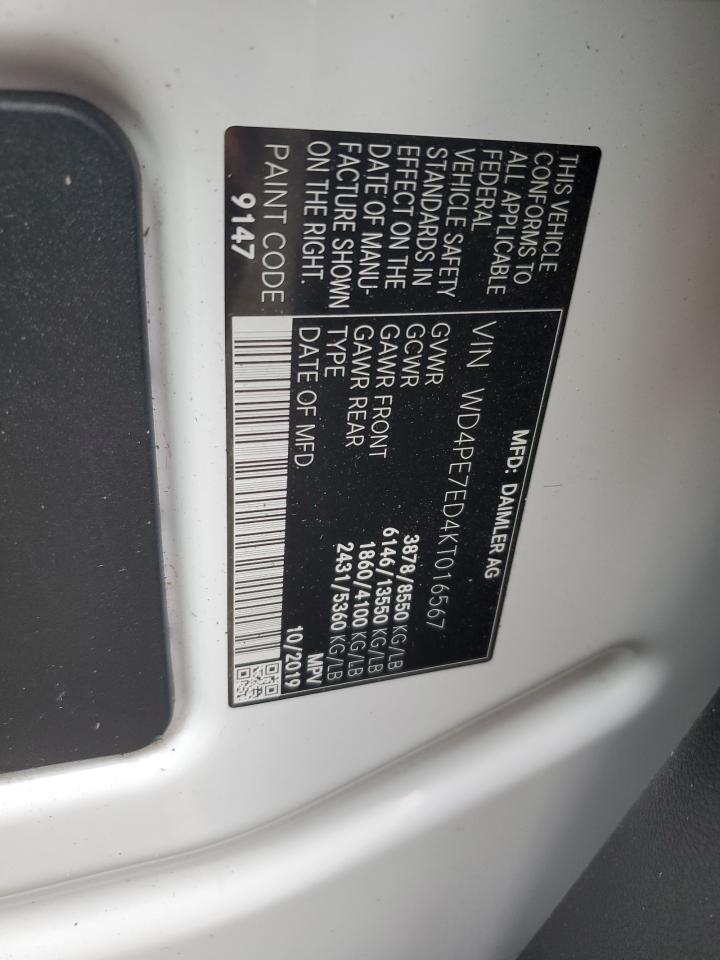 THIS VEHICLE
CONFORMS TO
ALL APPLICABLE
FEDERAL
VEHICLE SAFETY
STANDARDS IN
EFFECT ON THE
DATE OF MANU-
FACTURE SHOWN
ON THE RIGHT.
PAINT CODE
9147
MFD: DAIMLER AG
VIN WD4PE7ED4KT016567
GVWR 3878/8550 KG/LB
GCWR 6146/13550 KG/LB
GAWR FRONT 1860/4100 KG/LB
GAWR REAR 2431/5360 KG/LB
TYPE MPV
DATE OF MFD. 10/2019